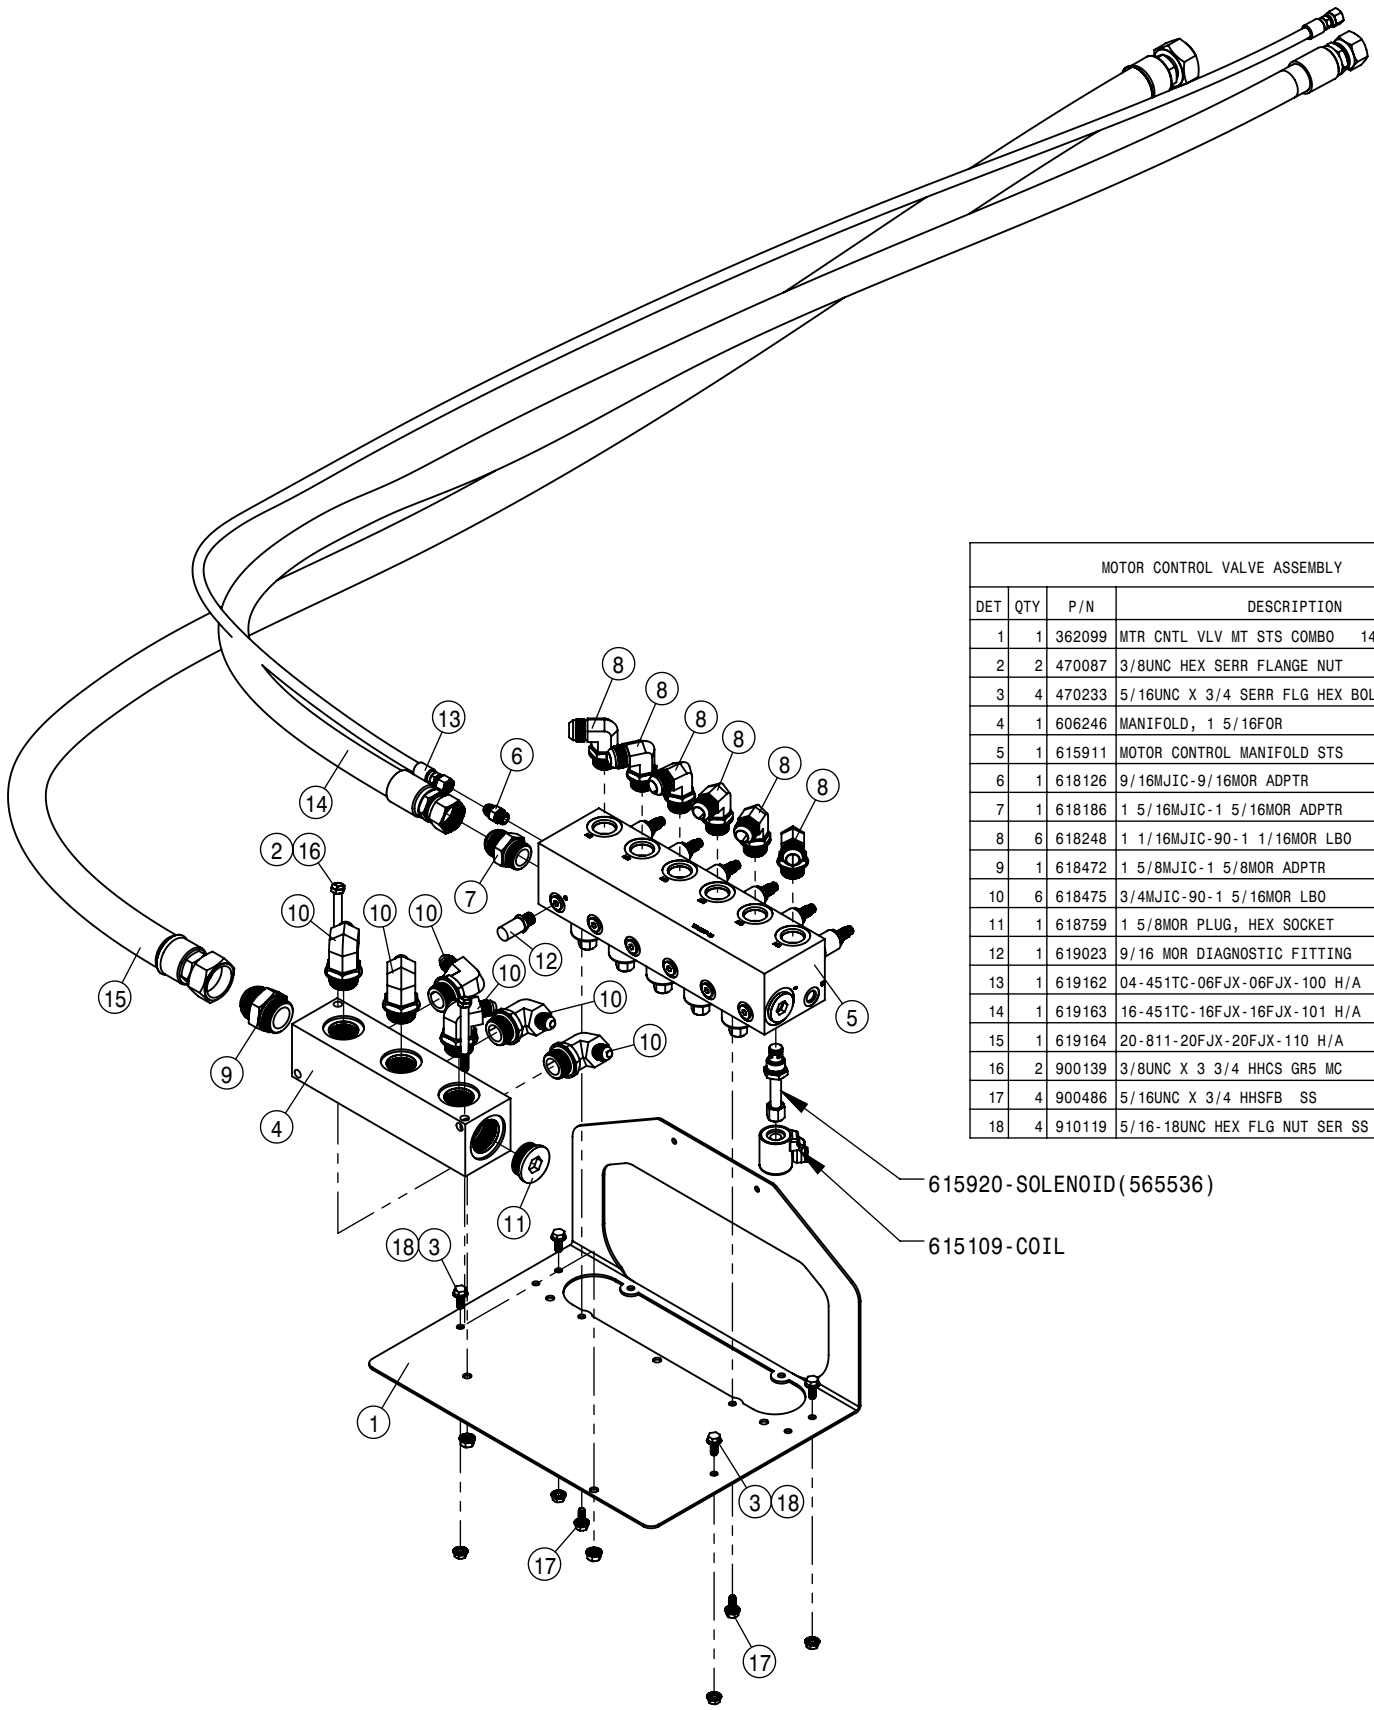 8
8
8
8
8
8
13
6
14
7
2 16
10
10
10
10
10
10
12
15
9
4
5
11
18 3
1
3 18
17
17
MOTOR CONTROL VALVE ASSEMBLY
DET QTY P/N DESCRIPTION
1 1 362099 MTR CNTL VLV MT STS COMBO 14
2 2 470087 3/8UNC HEX SERR FLANGE NUT
3 4 470233 5/16UNC X 3/4 SERR FLG HEX BOL
4 1 606246 MANIFOLD, 1 5/16FOR
5 1 615911 MOTOR CONTROL MANIFOLD STS
6 1 618126 9/16MJIC-9/16MOR ADPTR
7 1 618186 1 5/16MJIC-1 5/16MOR ADPTR
8 6 618248 1 1/16MJIC-90-1 1/16MOR LBO
9 1 618472 1 5/8MJIC-1 5/8MOR ADPTR
10 6 618475 3/4MJIC-90-1 5/16MOR LBO
11 1 618759 1 5/8MOR PLUG, HEX SOCKET
12 1 619023 9/16 MOR DIAGNOSTIC FITTING
13 1 619162 04-451TC-06FJX-06FJX-100 H/A
14 1 619163 16-451TC-16FJX-16FJX-101 H/A
15 1 619164 20-811-20FJX-20FJX-110 H/A
16 2 900139 3/8UNC X 3 3/4 HHCS GR5 MC
17 4 900486 5/16UNC X 3/4 HHSFB SS
18 4 910119 5/16-18UNC HEX FLG NUT SER SS
615920-SOLENOID(565536)
615109-COIL